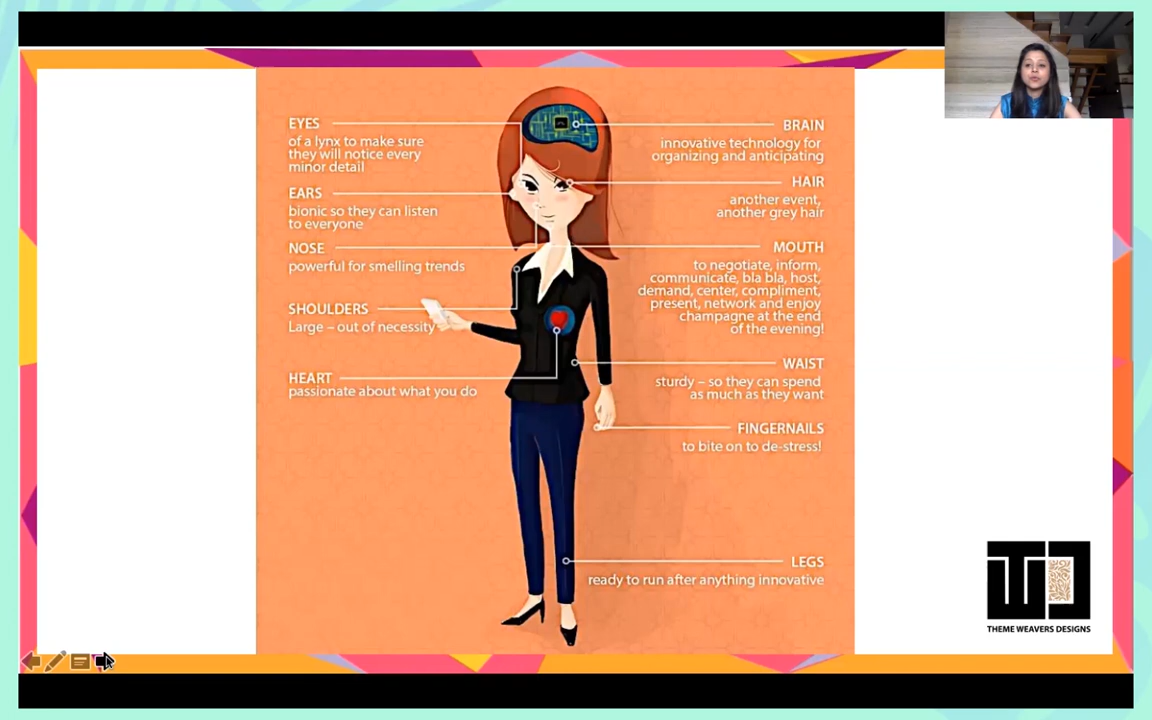 EYES
of a lynx to make sure
they will notice every
minor detail
EARS
bionic so they can listen
to everyone
NOSE
powerful for smelling trends
SHOULDERS
Large – out of necessity
HEART
passionate about what you do
BRAIN
innovative technology for
organizing and anticipating
HAIR
another event,
another grey hair
MOUTH
to negotiate, inform,
communicate, bla bla, host,
demand, center, compliment,
present, network and enjoy
champagne at the end
of the evening!
WAIST
sturdy – so they can spend
as much as they want
FINGERNAILS
to bite on to de-stress!
LEGS
ready to run after anything innovative
THEME WEAVERS DESIGNS